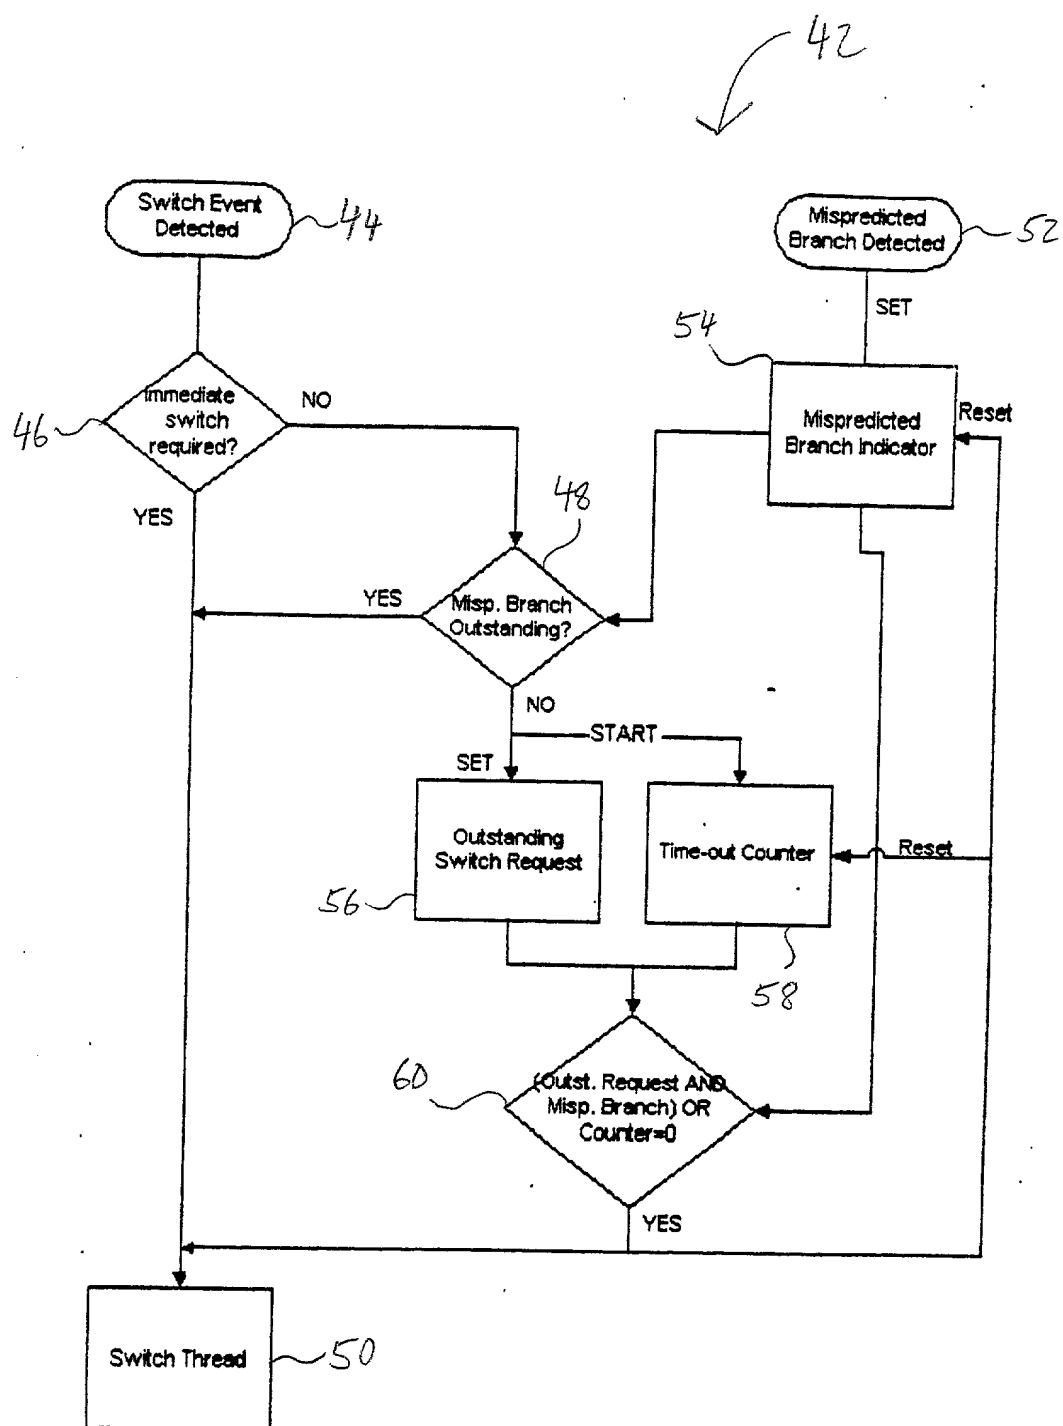 42
Switch Event
Detected
44
Mispredicted
Branch Detected
52
SET
54
Immediate
switch
required?
46
NO
YES
Mispredicted
Branch Indicator
Reset
48
Misp. Branch
Outstanding?
YES
NO
START
SET
Outstanding
Switch Request
56
Time-out Counter
Reset
58
60
(Outst. Request AND
Misp. Branch) OR
Counter=0
YES
Switch Thread
50